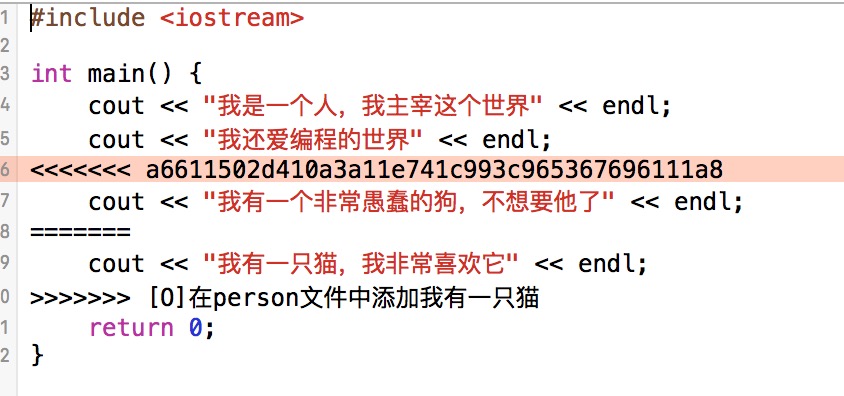 1 #include <iostream>
2
3 int main() {
4 cout << "我是一个人，我主宰这个世界" << endl;
5 cout << "我还爱编程的世界" << endl;
6 <<<<<<< a6611502d410a3a11e741c993c965367696111a8
7 cout << "我有一个非常愚蠢的狗，不想要他了" << endl;
8 =======
9 cout << "我有一只猫，我非常喜欢它" << endl;
0 >>>>>>> [O]在person文件中添加我有一只猫
1 return 0;
2 }